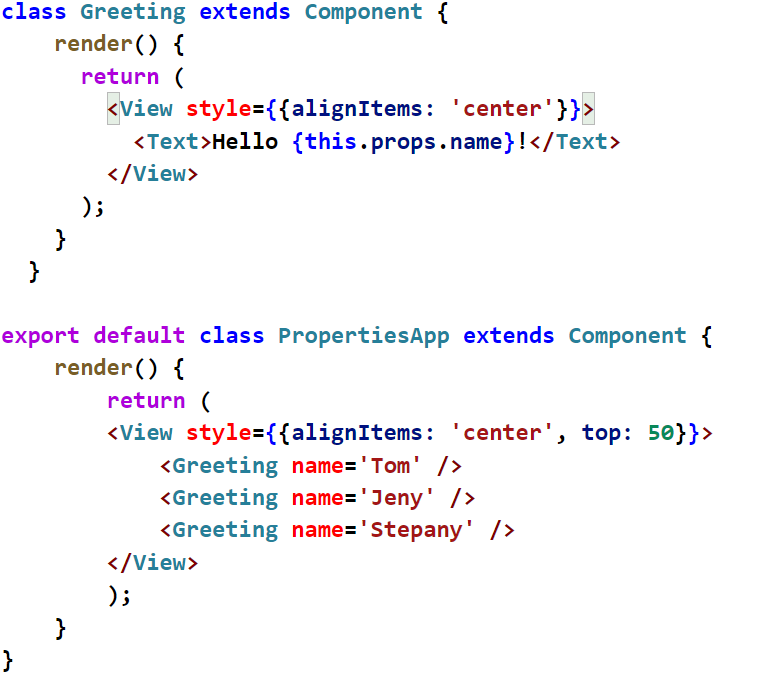 class Greeting extends Component {
    render() {
      return (
        <View style={{alignItems: 'center'}}>
          <Text>Hello {this.props.name}!</Text>
        </View>
      );
    }
  }

export default class PropertiesApp extends Component {
    render() {
        return (
        <View style={{alignItems: 'center', top: 50}}>
            <Greeting name='Tom' />
            <Greeting name='Jeny' />
            <Greeting name='Stepany' />
        </View>
        );
    }
}